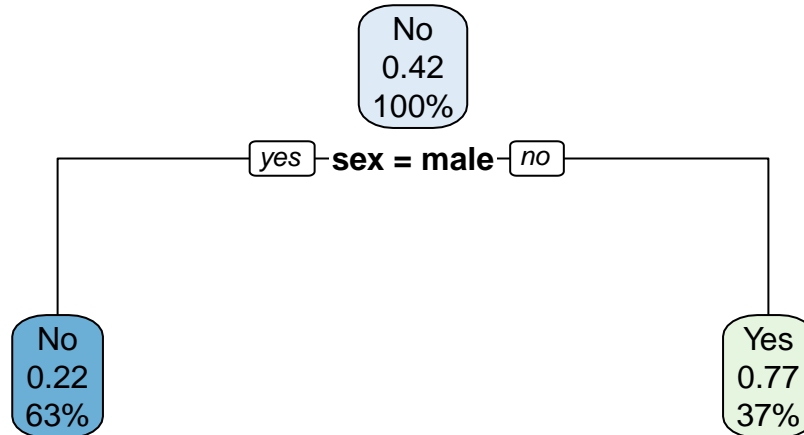 No
0.42
100%
yes sex = male no
No
0.22
63%
Yes
0.77
37%